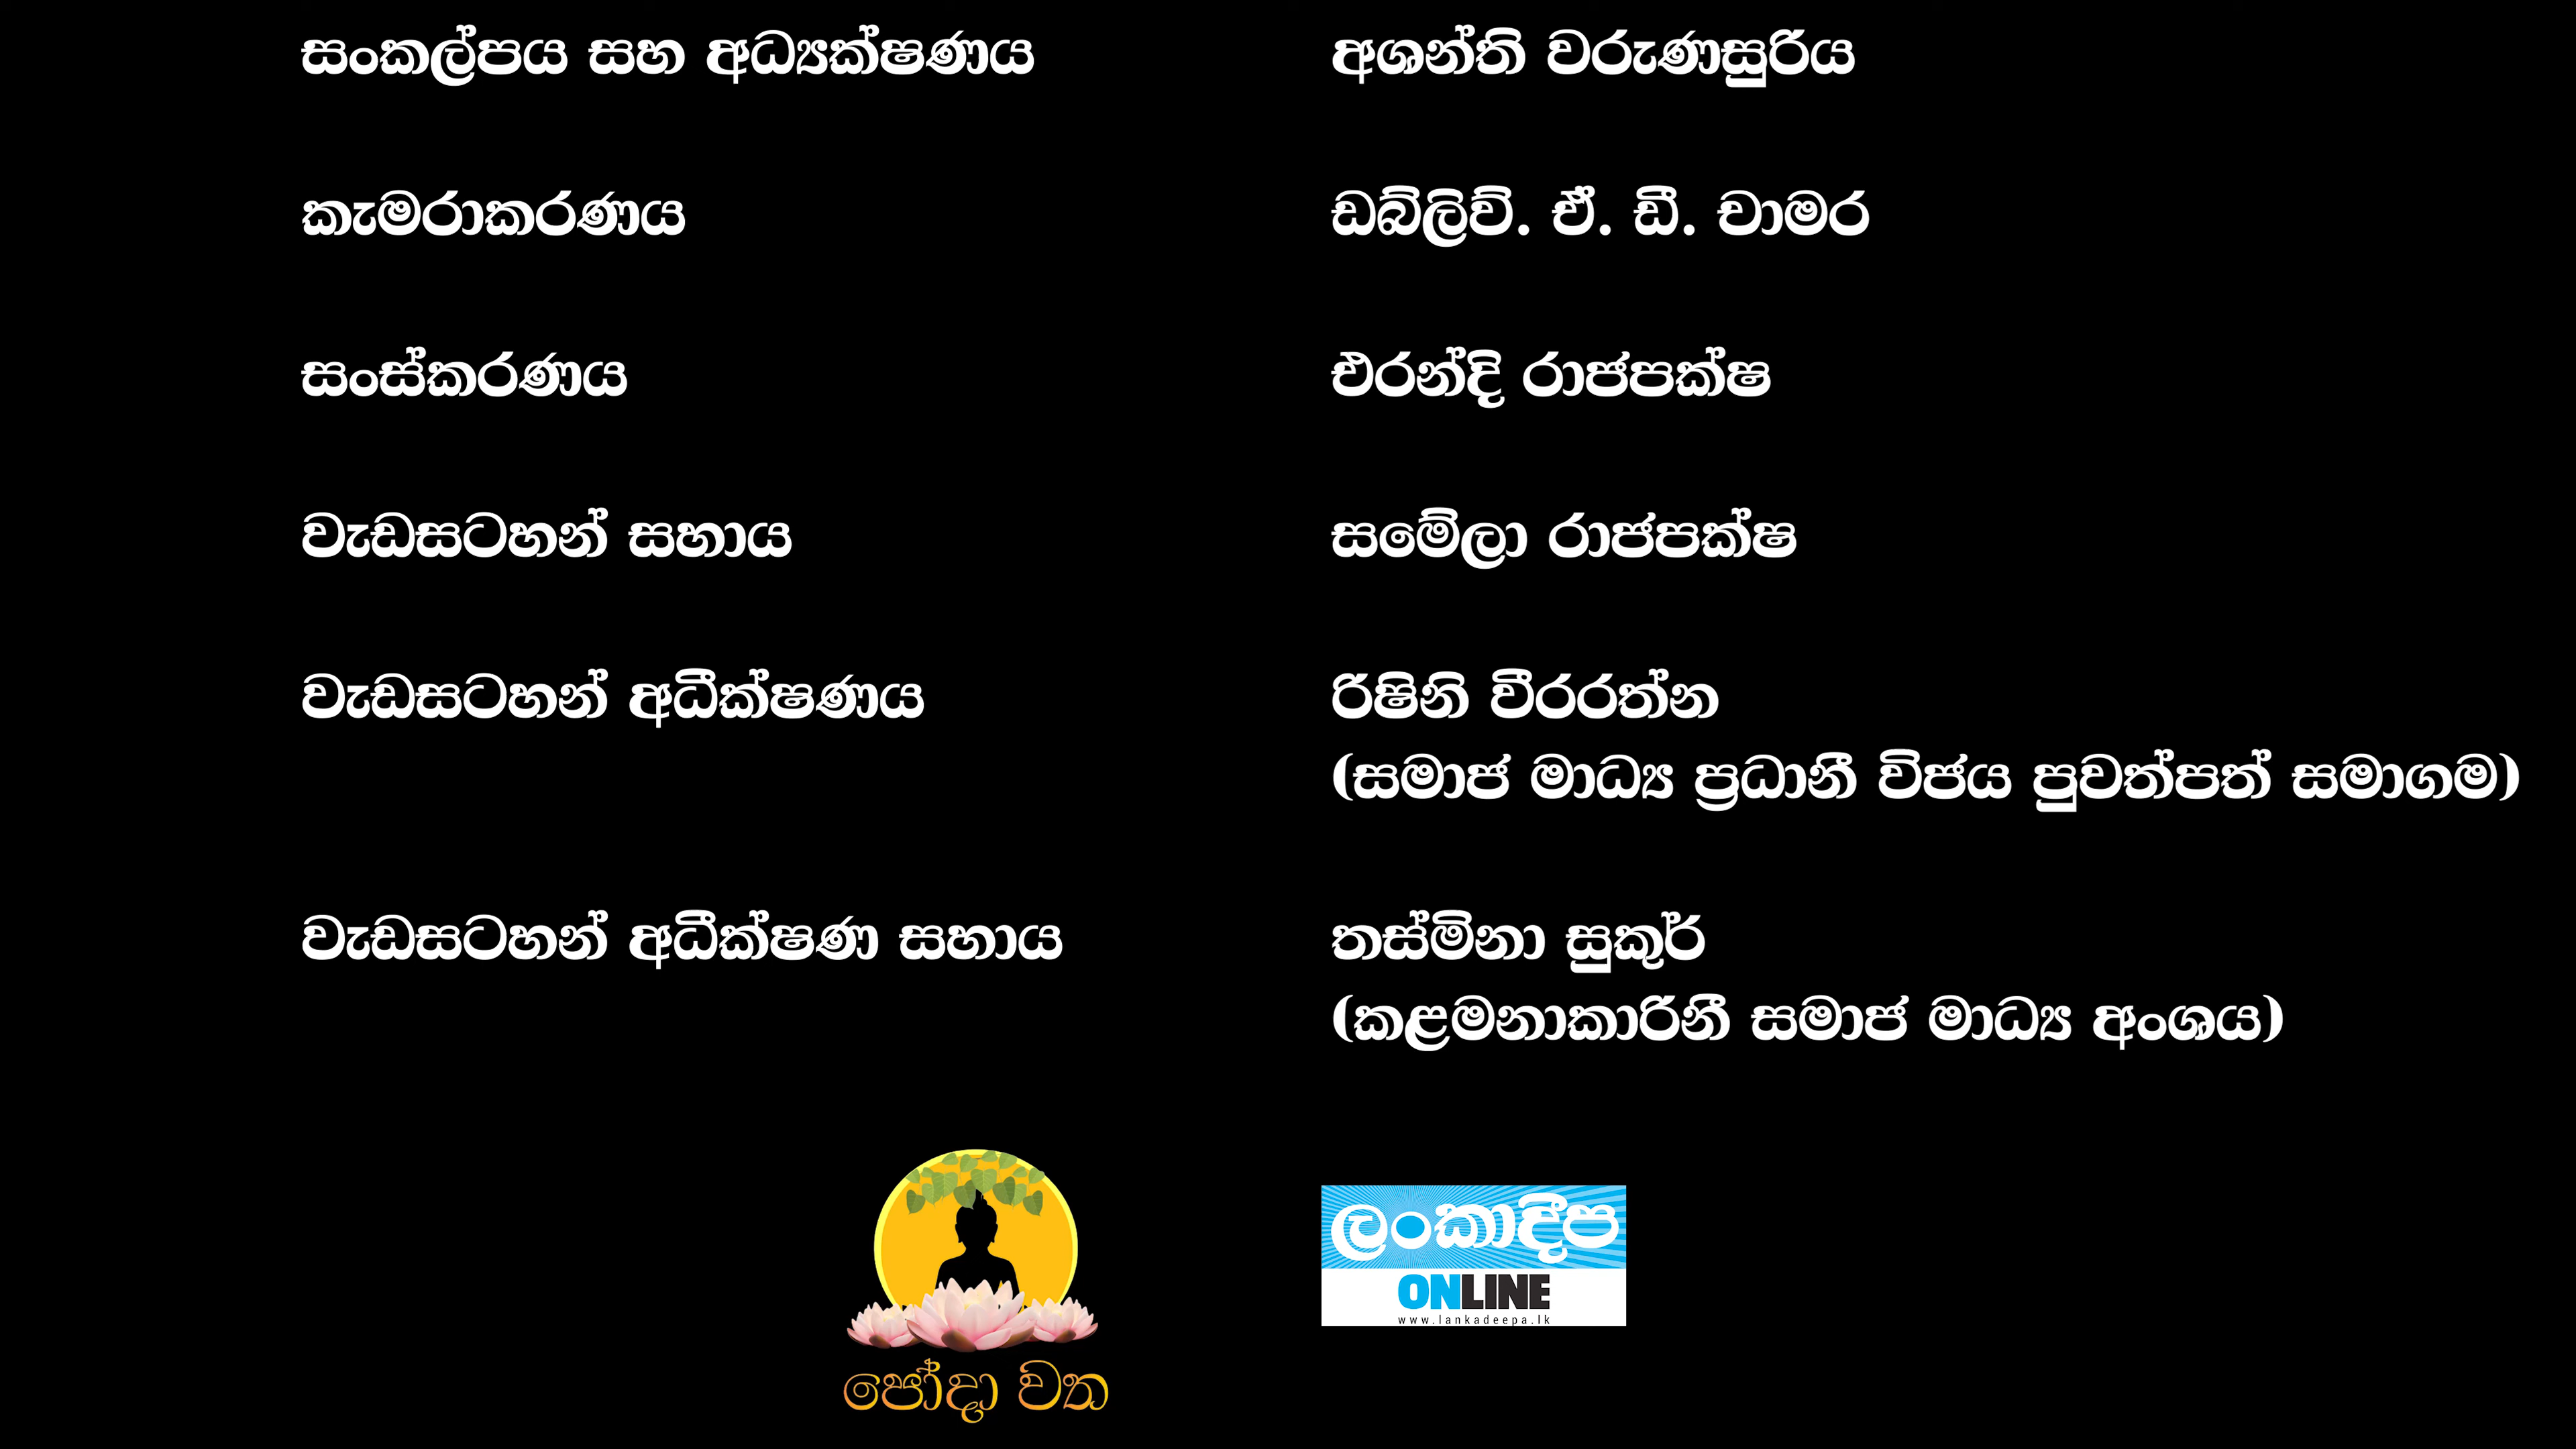 සංකල්පය සහ අධ්‍යක්ෂණය අශන්ති වරුණසුරිය
කැමරාකරණය ඩබ්ලිව්. ඒ. ඩී. චාමර
සංස්කරණය එරන්දි රාජපක්ෂ
වැඩසටහන් සහාය සමේලා රාජපක්ෂ
වැඩසටහන් අධීක්ෂණය රිෂිනි වීරරත්න
(සමාජ මාධ්‍ය ප්‍රධානී විජය පුවත්පත් සමාගම)
වැඩසටහන් අධීක්ෂණ සහාය තස්මිනා සුකුර්
(කළමනාකාරිනී සමාජ මාධ්‍ය අංශය)
ලංකාදීප
ONLINE
www.lankadeepa.lk
පෝදා වත